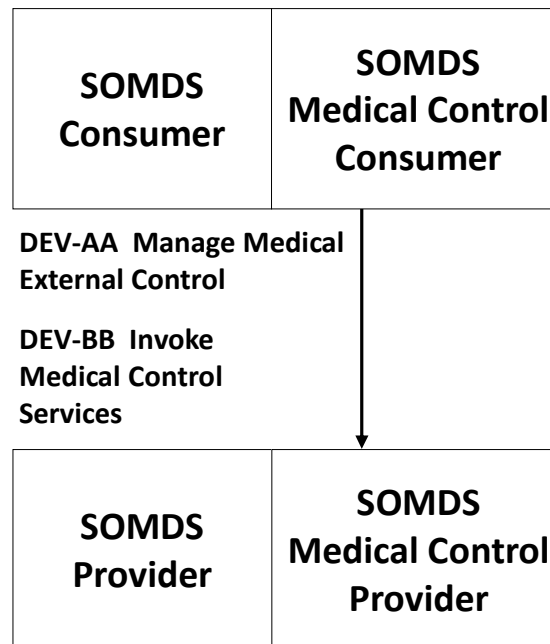 SOMDS
Consumer
SOMDS
Medical Control
Consumer
DEV-AA  Manage Medical
External Control
DEV-BB  Invoke
Medical Control
Services
SOMDS
Provider
SOMDS
Medical Control
Provider